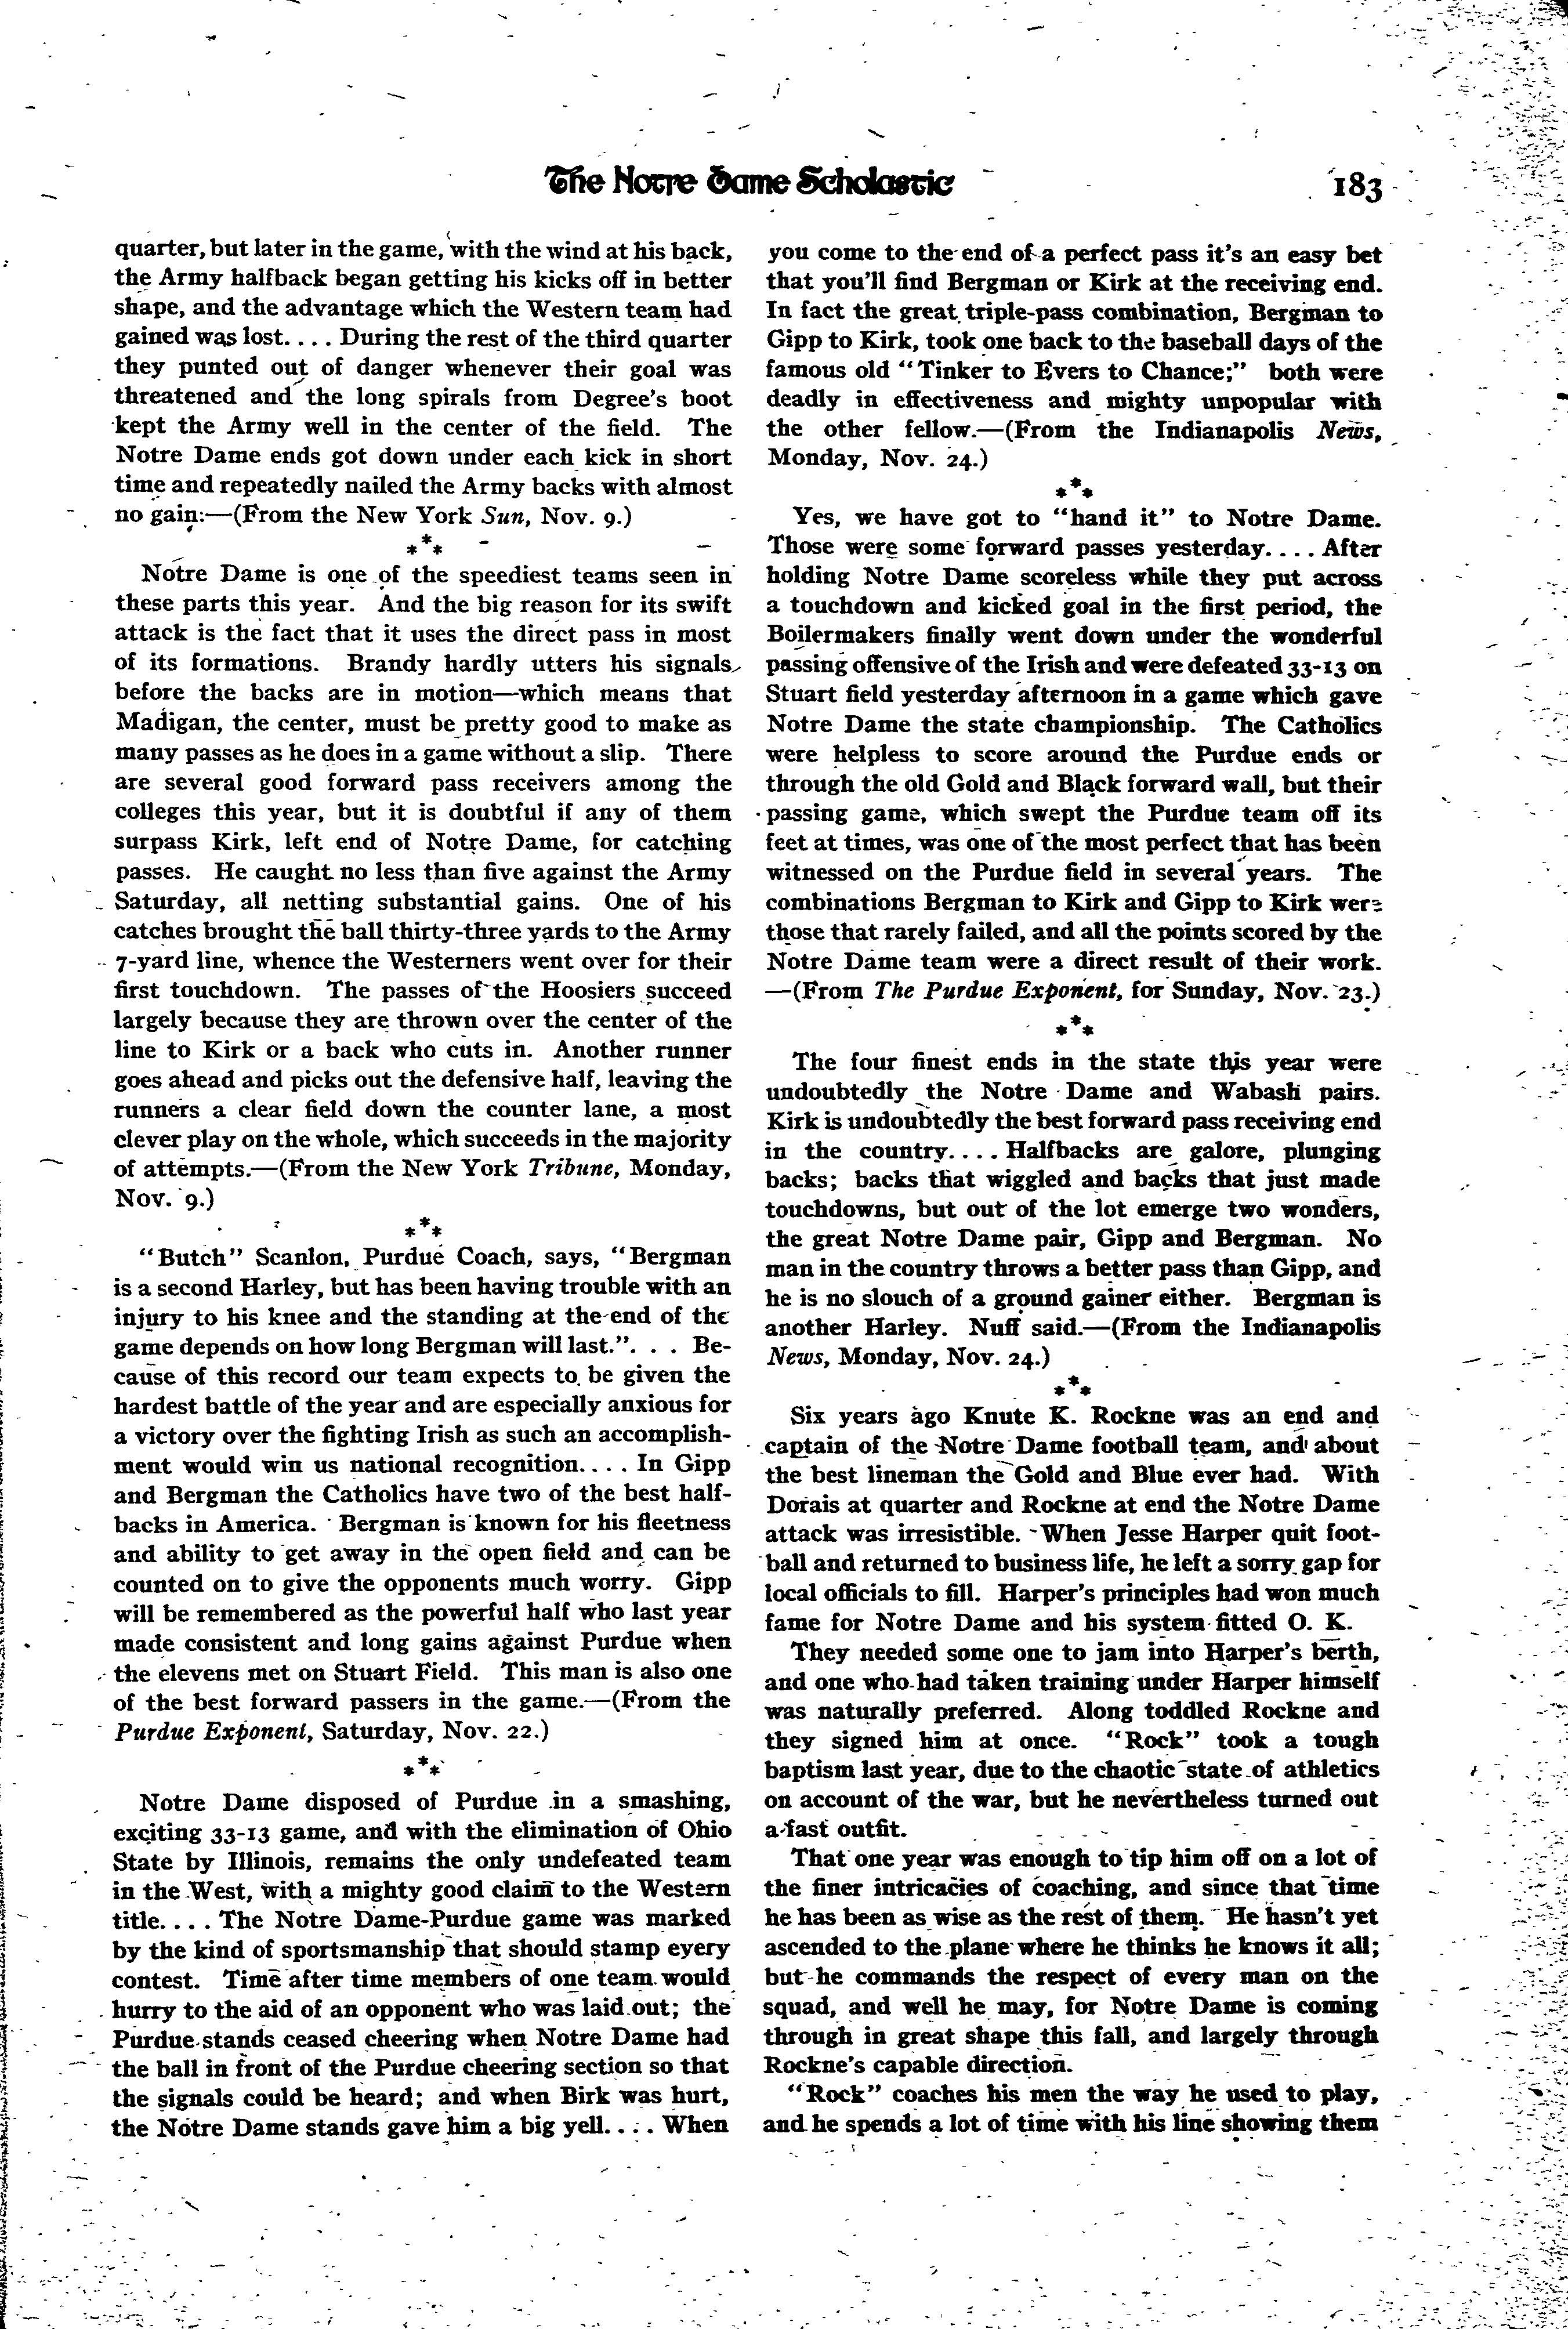 The Notre Dame Scholastic
183
quarter, but later in the game, with the wind at his back,
the Army halfback began getting his kicks off in better
shape, and the advantage which the Western team had
gained was lost.... During the rest of the third quarter
they punted out of danger whenever their goal was
threatened and the long spirals from Degree's boot
kept the Army well in the center of the field. The
Notre Dame ends got down under each kick in short
time and repeatedly nailed the Army backs with almost
no gain:—(From the New York Sun, Nov. 9.)
***
Notre Dame is one of the speediest teams seen in
these parts this year. And the big reason for its swift
attack is the fact that it uses the direct pass in most
of its formations. Brandy hardly utters his signals
before the backs are in motion—which means that
Madigan, the center, must be pretty good to make as
many passes as he does in a game without a slip. There
are several good forward pass receivers among the
colleges this year, but it is doubtful if any of them
surpass Kirk, left end of Notre Dame, for catching
passes. He caught no less than five against the Army
Saturday, all netting substantial gains. One of his
catches brought the ball thirty-three yards to the Army
7-yard line, whence the Westerners went over for their
first touchdown. The passes of the Hoosiers succeed
largely because they are thrown over the center of the
line to Kirk or a back who cuts in. Another runner
goes ahead and picks out the defensive half, leaving the
runners a clear field down the counter lane, a most
clever play on the whole, which succeeds in the majority
of attempts.—(From the New York Tribune, Monday,
Nov. 9.)
***
"Butch" Scanlon, Purdue Coach, says, "Bergman
is a second Harley, but has been having trouble with an
injury to his knee and the standing at the end of the
game depends on how long Bergman will last.". . . Be-
cause of this record our team expects to be given the
hardest battle of the year and are especially anxious for
a victory over the fighting Irish as such an accomplish-
ment would win us national recognition.... In Gipp
and Bergman the Catholics have two of the best half-
backs in America. Bergman is known for his fleetness
and ability to get away in the open field and can be
counted on to give the opponents much worry. Gipp
will be remembered as the powerful half who last year
made consistent and long gains against Purdue when
the elevens met on Stuart Field. This man is also one
of the best forward passers in the game.—(From the
Purdue Exponent, Saturday, Nov. 22.)
***
Notre Dame disposed of Purdue in a smashing,
exciting 33-13 game, and with the elimination of Ohio
State by Illinois, remains the only undefeated team
in the West, with a mighty good claim to the Western
title.... The Notre Dame-Purdue game was marked
by the kind of sportsmanship that should stamp every
contest. Time after time members of one team would
hurry to the aid of an opponent who was laid out; the
Purdue stands ceased cheering when Notre Dame had
the ball in front of the Purdue cheering section so that
the signals could be heard; and when Birk was hurt,
the Notre Dame stands gave him a big yell.... When
you come to the end of a perfect pass it's an easy bet
that you'll find Bergman or Kirk at the receiving end.
In fact the great triple-pass combination, Bergman to
Gipp to Kirk, took one back to the baseball days of the
famous old "Tinker to Evers to Chance;" both were
deadly in effectiveness and mighty unpopular with
the other fellow.—(From the Indianapolis News,
Monday, Nov. 24.)
***
Yes, we have got to "hand it" to Notre Dame.
Those were some forward passes yesterday.... After
holding Notre Dame scoreless while they put across
a touchdown and kicked goal in the first period, the
Boilermakers finally went down under the wonderful
passing offensive of the Irish and were defeated 33-13 on
Stuart field yesterday afternoon in a game which gave
Notre Dame the state championship. The Catholics
were helpless to score around the Purdue ends or
through the old Gold and Black forward wall, but their
passing game, which swept the Purdue team off its
feet at times, was one of the most perfect that has been
witnessed on the Purdue field in several years. The
combinations Bergman to Kirk and Gipp to Kirk were
those that rarely failed, and all the points scored by the
Notre Dame team were a direct result of their work.
—(From The Purdue Exponent, for Sunday, Nov. 23.)
***
The four finest ends in the state this year were
undoubtedly the Notre Dame and Wabash pairs.
Kirk is undoubtedly the best forward pass receiving end
in the country.... Halfbacks are galore, plunging
backs; backs that wiggled and backs that just made
touchdowns, but out of the lot emerge two wonders,
the great Notre Dame pair, Gipp and Bergman. No
man in the country throws a better pass than Gipp, and
he is no slouch of a ground gainer either. Bergman is
another Harley. Nuff said.—(From the Indianapolis
News, Monday, Nov. 24.)
***
Six years ago Knute K. Rockne was an end and
captain of the Notre Dame football team, and about
the best lineman the Gold and Blue ever had. With
Dorais at quarter and Rockne at end the Notre Dame
attack was irresistible. When Jesse Harper quit foot-
ball and returned to business life, he left a sorry gap for
local officials to fill. Harper's principles had won much
fame for Notre Dame and his system fitted O. K.
They needed some one to jam into Harper's berth,
and one who had taken training under Harper himself
was naturally preferred. Along toddled Rockne and
they signed him at once. "Rock" took a tough
baptism last year, due to the chaotic state of athletics
on account of the war, but he nevertheless turned out
a fast outfit.
That one year was enough to tip him off on a lot of
the finer intricacies of coaching, and since that time
he has been as wise as the rest of them. He hasn't yet
ascended to the plane where he thinks he knows it all;
but he commands the respect of every man on the
squad, and well he may, for Notre Dame is coming
through in great shape this fall, and largely through
Rockne's capable direction.
"Rock" coaches his men the way he used to play,
and he spends a lot of time with his line showing them